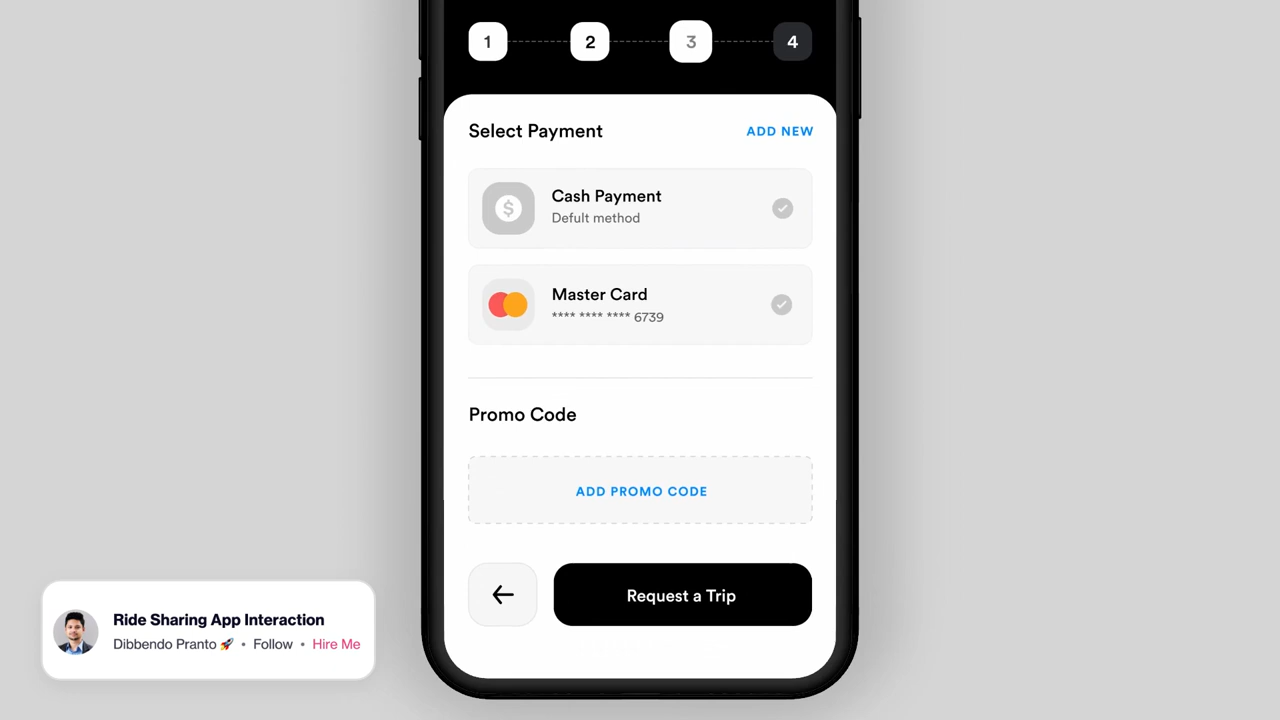 1 2 3 4
Select Payment ADD NEW
$
Cash Payment
Defult method
Master Card
**** **** **** 6739
Promo Code
ADD PROMO CODE
Request a Trip
Ride Sharing App Interaction
Dibbendo Pranto 🚀 • Follow • Hire Me